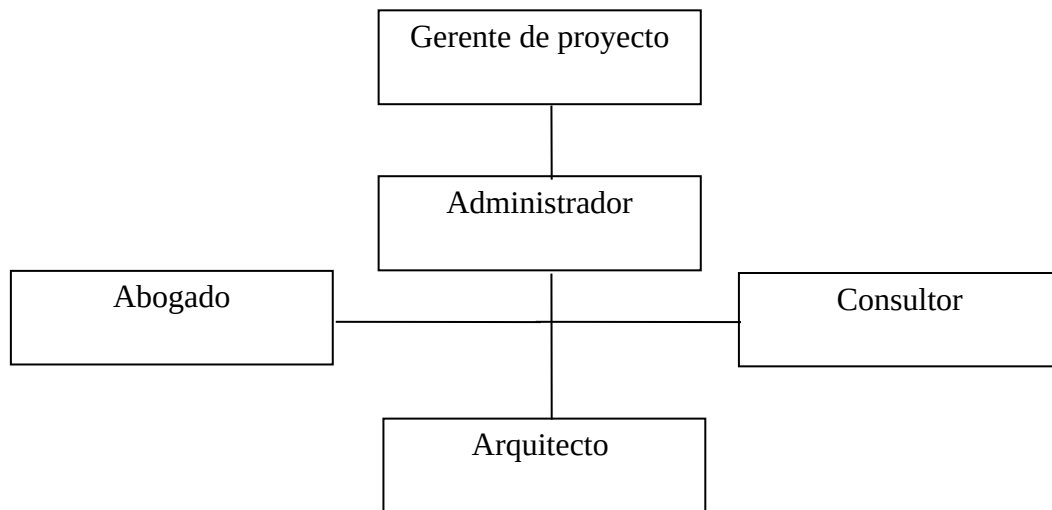 Gerente de proyecto
Administrador
Abogado
Consultor
Arquitecto